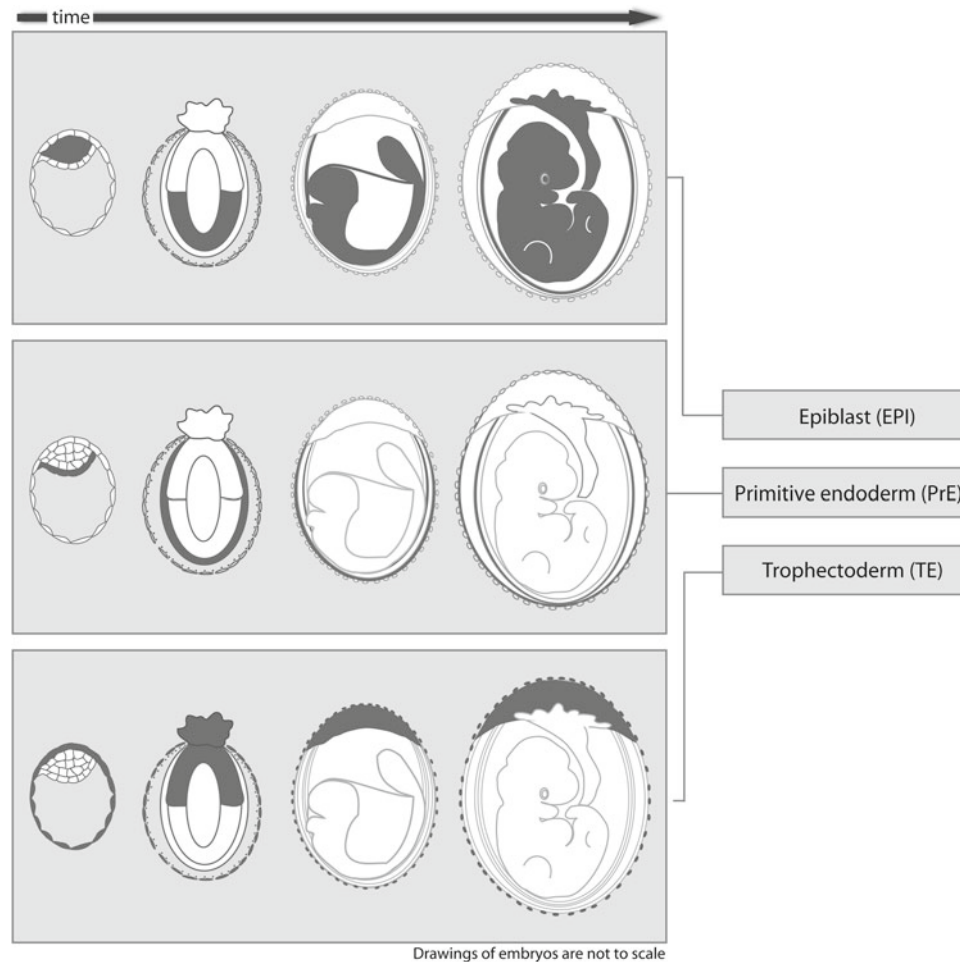 time
Epiblast (EPI)
Primitive endoderm (PrE)
Trophectoderm (TE)
Drawings of embryos are not to scale